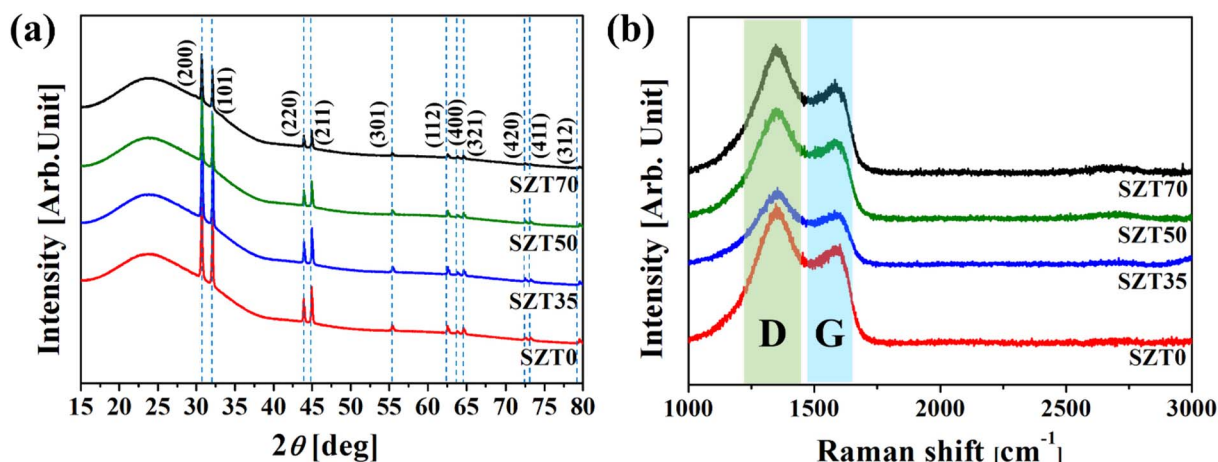 (a)
Intensity [Arb.Unit]
(200)
(101)
(220)
(211)
(301)
(112)
(400)
(321)
(420)
(411)
(312)
SZT70
SZT50
SZT35
SZT0
15 20 25 30 35 40 45 50 55 60 65 70 75 80
2θ [deg]
(b)
Intensity [Arb. Unit]
SZT70
SZT50
SZT35
SZT0
D G
1000 1500 2000 2500 3000
Raman shift [cm⁻¹]